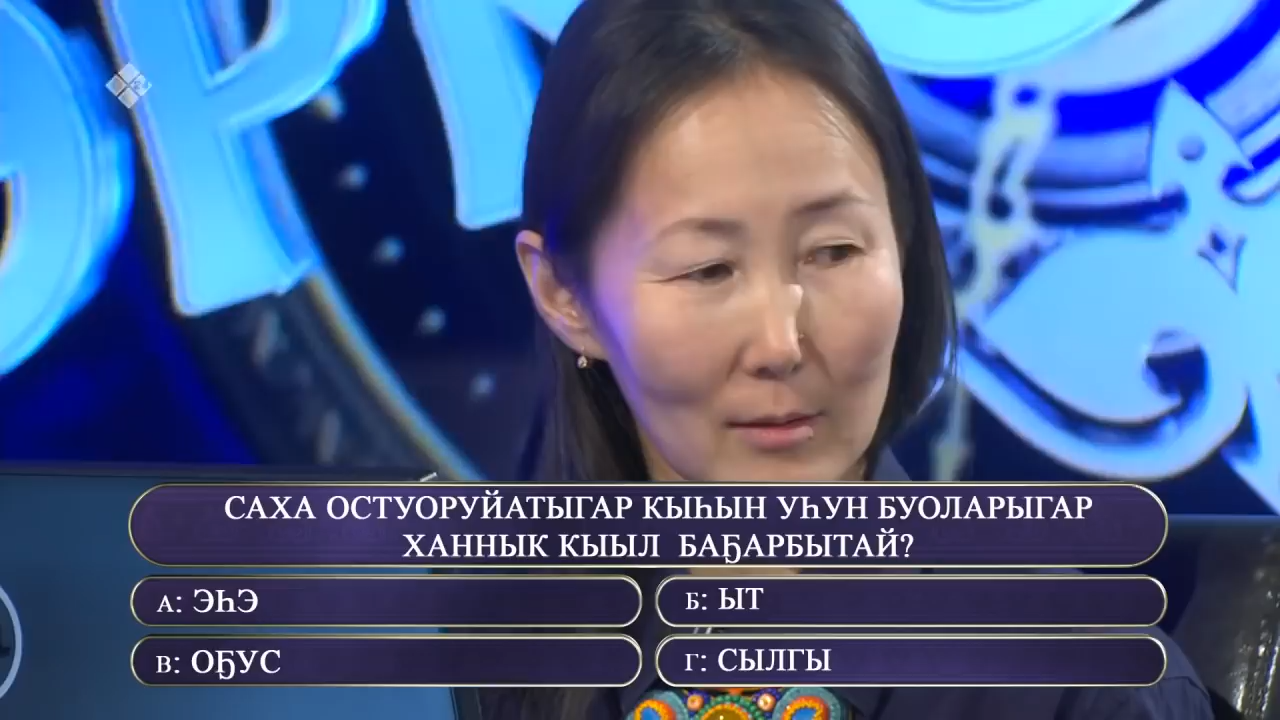 САХА ОСТУОРУЙАТЫГАР КЫҺЫН УҺУН БУОЛАРЫГАР
ХАННЫК КЫЫЛ БАҔАРБЫТАЙ?
А: ЭҺЭ
Б: ЫТ
В: ОҔУС
Г: СЫЛГЫ